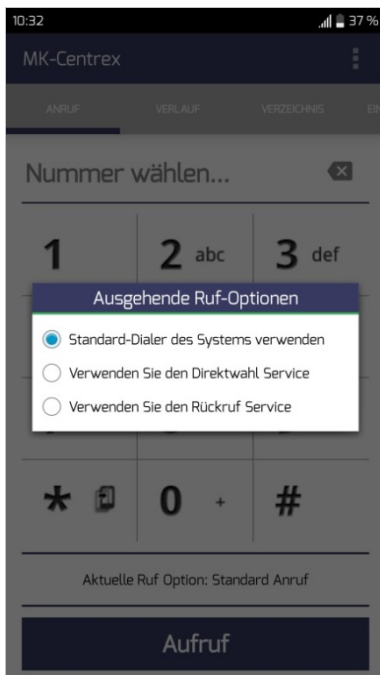 10:32 37 %
MK-Centrex
ANRUF VERLAUF VERZEICHNIS EIN
Nummer wählen...
1 2 abc 3 def
Ausgehende Ruf-Optionen
Standard-Dialer des Systems verwenden
Verwenden Sie den Direktwahl Service
Verwenden Sie den Rückruf Service
* 0 + #
Aktuelle Ruf Option: Standard Anruf
Aufruf